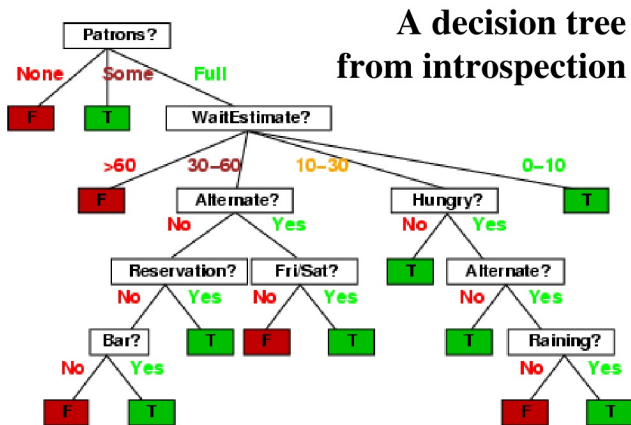 A decision tree
from introspection
Patrons?
None Some Full
F T WaitEstimate?
>60 30–60 10–30 0–10
F Alternate? Hungry? T
No Yes No Yes
Reservation? Fri/Sat? T Alternate?
No Yes No Yes No Yes
Bar? T F T T Raining?
No Yes No Yes
F T F T